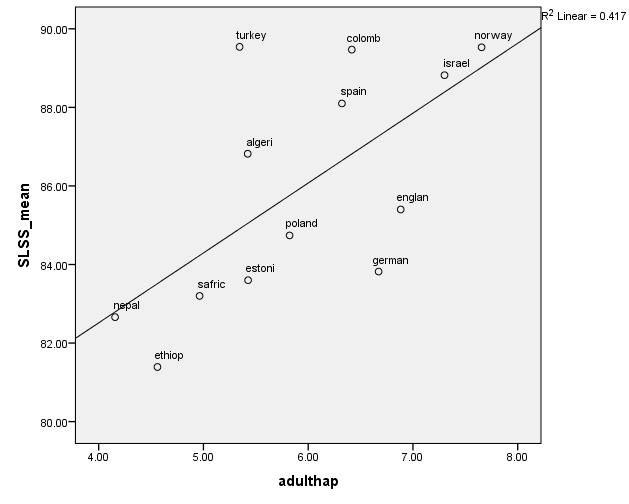 R² Linear = 0.417
90.00
88.00
86.00
84.00
82.00
80.00
SLSS_mean
turkey
colomb
norway
israel
spain
algeri
englan
poland
german
estoni
safric
nepal
ethiop
4.00
5.00
6.00
7.00
8.00
adulthap